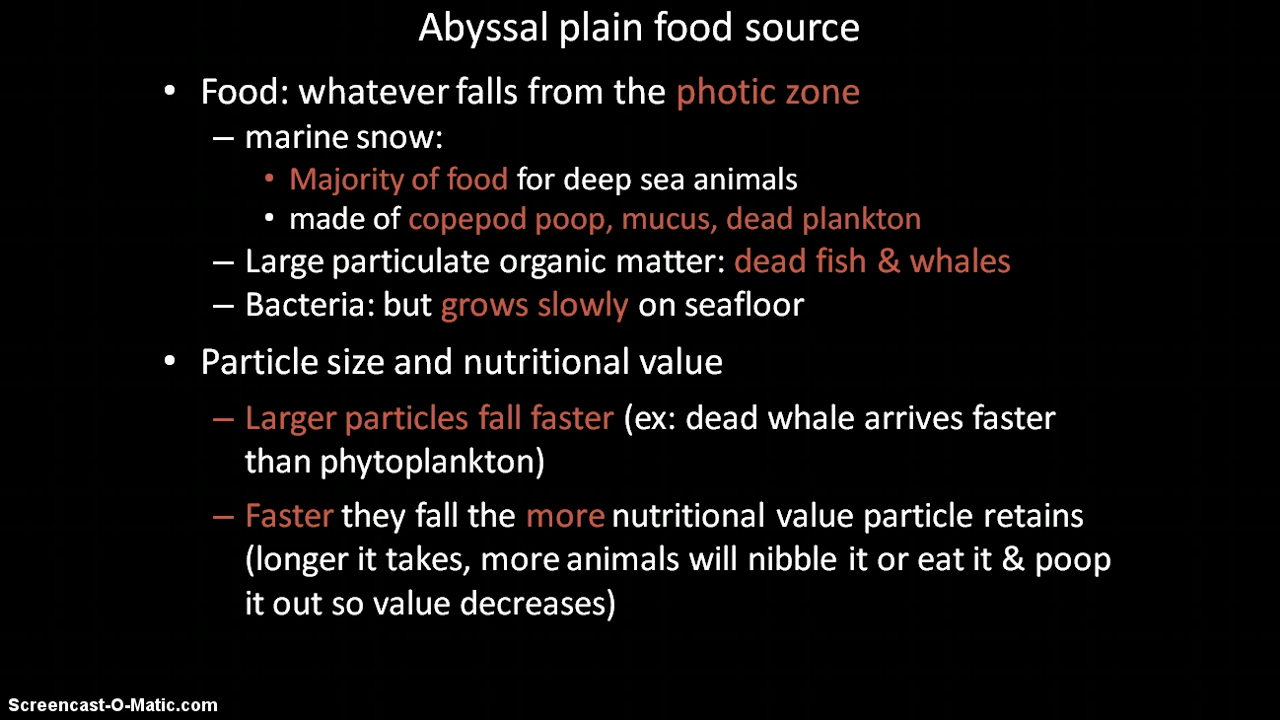 Abyssal plain food source
• Food: whatever falls from the photic zone
– marine snow:
• Majority of food for deep sea animals
• made of copepod poop, mucus, dead plankton
– Large particulate organic matter: dead fish & whales
– Bacteria: but grows slowly on seafloor
• Particle size and nutritional value
– Larger particles fall faster (ex: dead whale arrives faster
than phytoplankton)
– Faster they fall the more nutritional value particle retains
(longer it takes, more animals will nibble it or eat it & poop
it out so value decreases)
Screencast-O-Matic.com